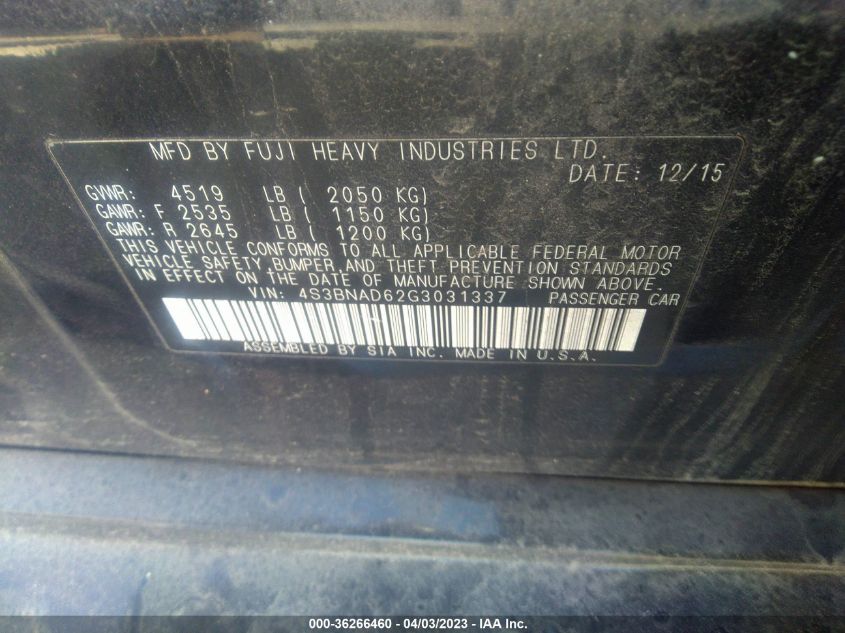 MFD BY FUJI HEAVY INDUSTRIES LTD.
DATE: 12/15
GVWR: 4519 LB ( 2050 KG)
GAWR: F 2535 LB ( 1150 KG)
GAWR: R 2645 LB ( 1200 KG)
THIS VEHICLE CONFORMS TO ALL APPLICABLE FEDERAL MOTOR
VEHICLE SAFETY, BUMPER, AND THEFT PREVENTION STANDARDS
IN EFFECT ON THE DATE OF MANUFACTURE SHOWN ABOVE.
VIN: 4S3BNAD62G3031337 PASSENGER CAR
ASSEMBLED BY SIA INC. MADE IN U.S.A.
000-36266460 - 04/03/2023 - IAA Inc.